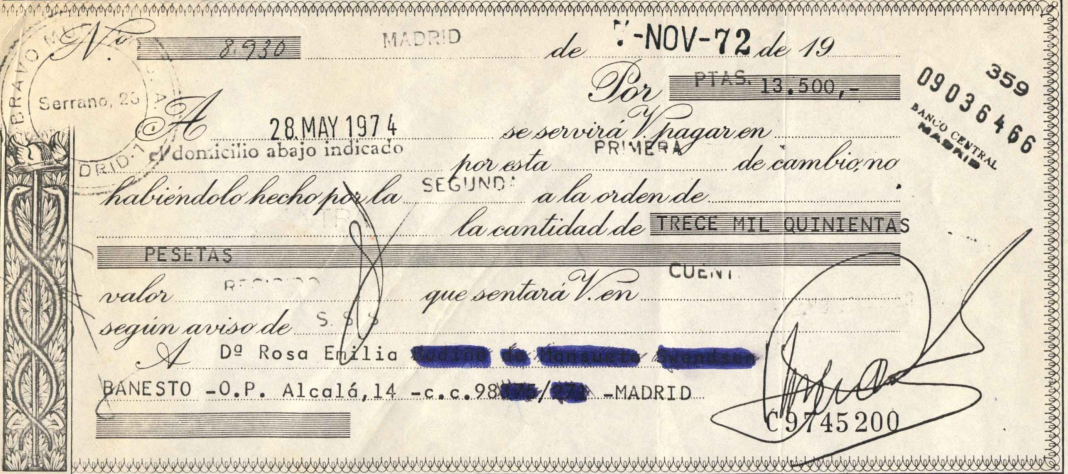 Nº 8.930 MADRID de -NOV-72 de 19
Por PTAS. 13.500,-
Serrano, 26
A 28.MAY 1974 se servirá V. pagar en
el domicilio abajo indicado
por esta PRIMERA de cambio, no
habiéndolo hecho por la SEGUNDA a la orden de
la cantidad de TRECE MIL QUINIENTAS
PESETAS
valor que sentará V. en CUENT
según aviso de S S S
A Dª Rosa Emilia
BANESTO -O.P. Alcalá,14 -c.c.98 / -MADRID
359
09036466
BANCO CENTRAL
MADRID
C9745200